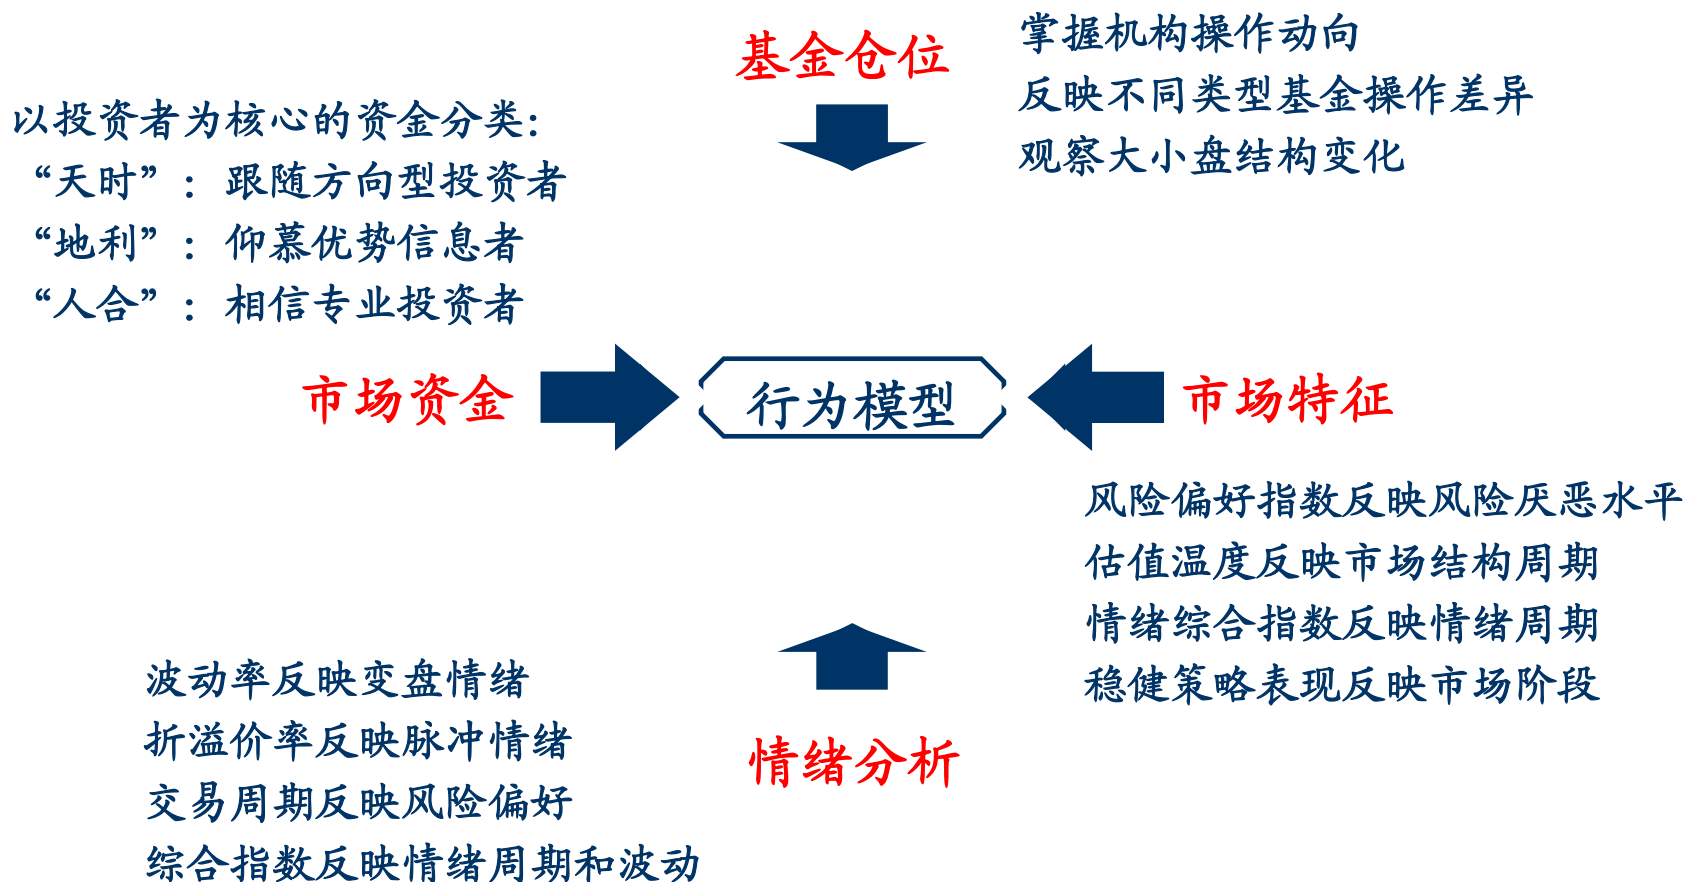 基金仓位
掌握机构操作动向
反映不同类型基金操作差异
观察大小盘结构变化
以投资者为核心的资金分类：
“天时”：跟随方向型投资者
“地利”：仰慕优势信息者
“人合”：相信专业投资者
市场资金
行为模型
市场特征
风险偏好指数反映风险厌恶水平
估值温度反映市场结构周期
情绪综合指数反映情绪周期
稳健策略表现反映市场阶段
情绪分析
波动率反映变盘情绪
折溢价率反映脉冲情绪
交易周期反映风险偏好
综合指数反映情绪周期和波动